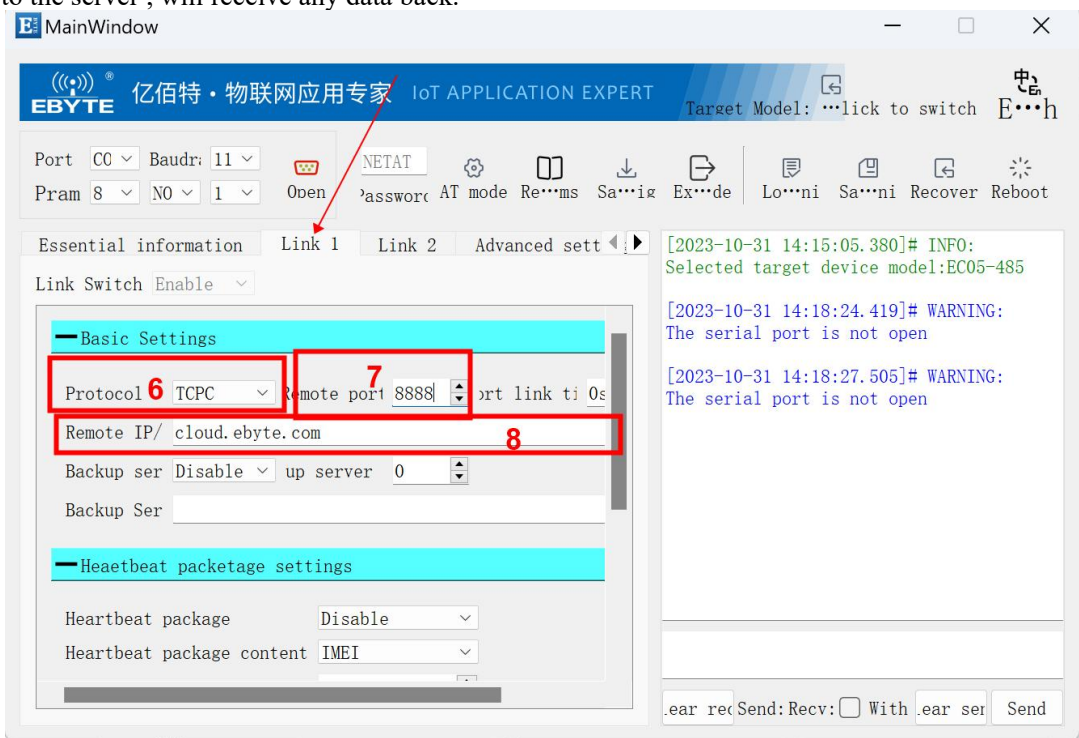 to the server , will receive any data back.
MainWindow
EBYTE ® 亿佰特·物联网应用专家 IoT APPLICATION EXPERT
Target Model: …lick to switch E…h
Port CO Baudr: 11 NETAT
Pram 8 NO 1 Open Passwor AT mode Re…ms Sa…ig Ex…de Lo…ni Sa…ni Recover Reboot
Essential information Link 1 Link 2 Advanced sett
Link Switch Enable
Basic Settings
Protocol 6 TCPC Remote port 7 8888 ort link ti 0s
Remote IP/ cloud.ebyte.com 8
Backup ser Disable up server 0
Backup Ser
Heaetbeat packetage settings
Heartbeat package Disable
Heartbeat package content IMEI
[2023-10-31 14:15:05.380]# INFO:
Selected target device model:EC05-485
[2023-10-31 14:18:24.419]# WARNING:
The serial port is not open
[2023-10-31 14:18:27.505]# WARNING:
The serial port is not open
.ear rec Send: Recv: With .ear ser Send